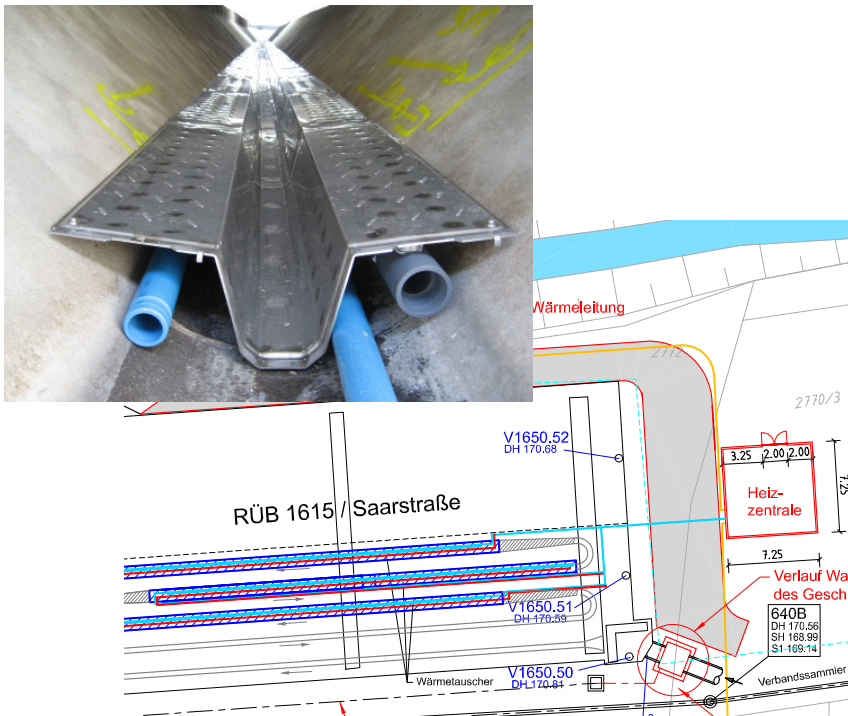 Wärmeleitung
2772
2770/3
V1650.52
DH 170.68
3.25 2.00 2.00
7.25
Heiz-
zentrale
RÜB 1615 / Saarstraße
7.25
Verlauf Wa
des Gesch
V1650.51
DH 170.59
640B
DH 170.56
SH 168.99
S1 169.14
V1650.50
DH 170.81
Wärmetauscher
Verbandssammler